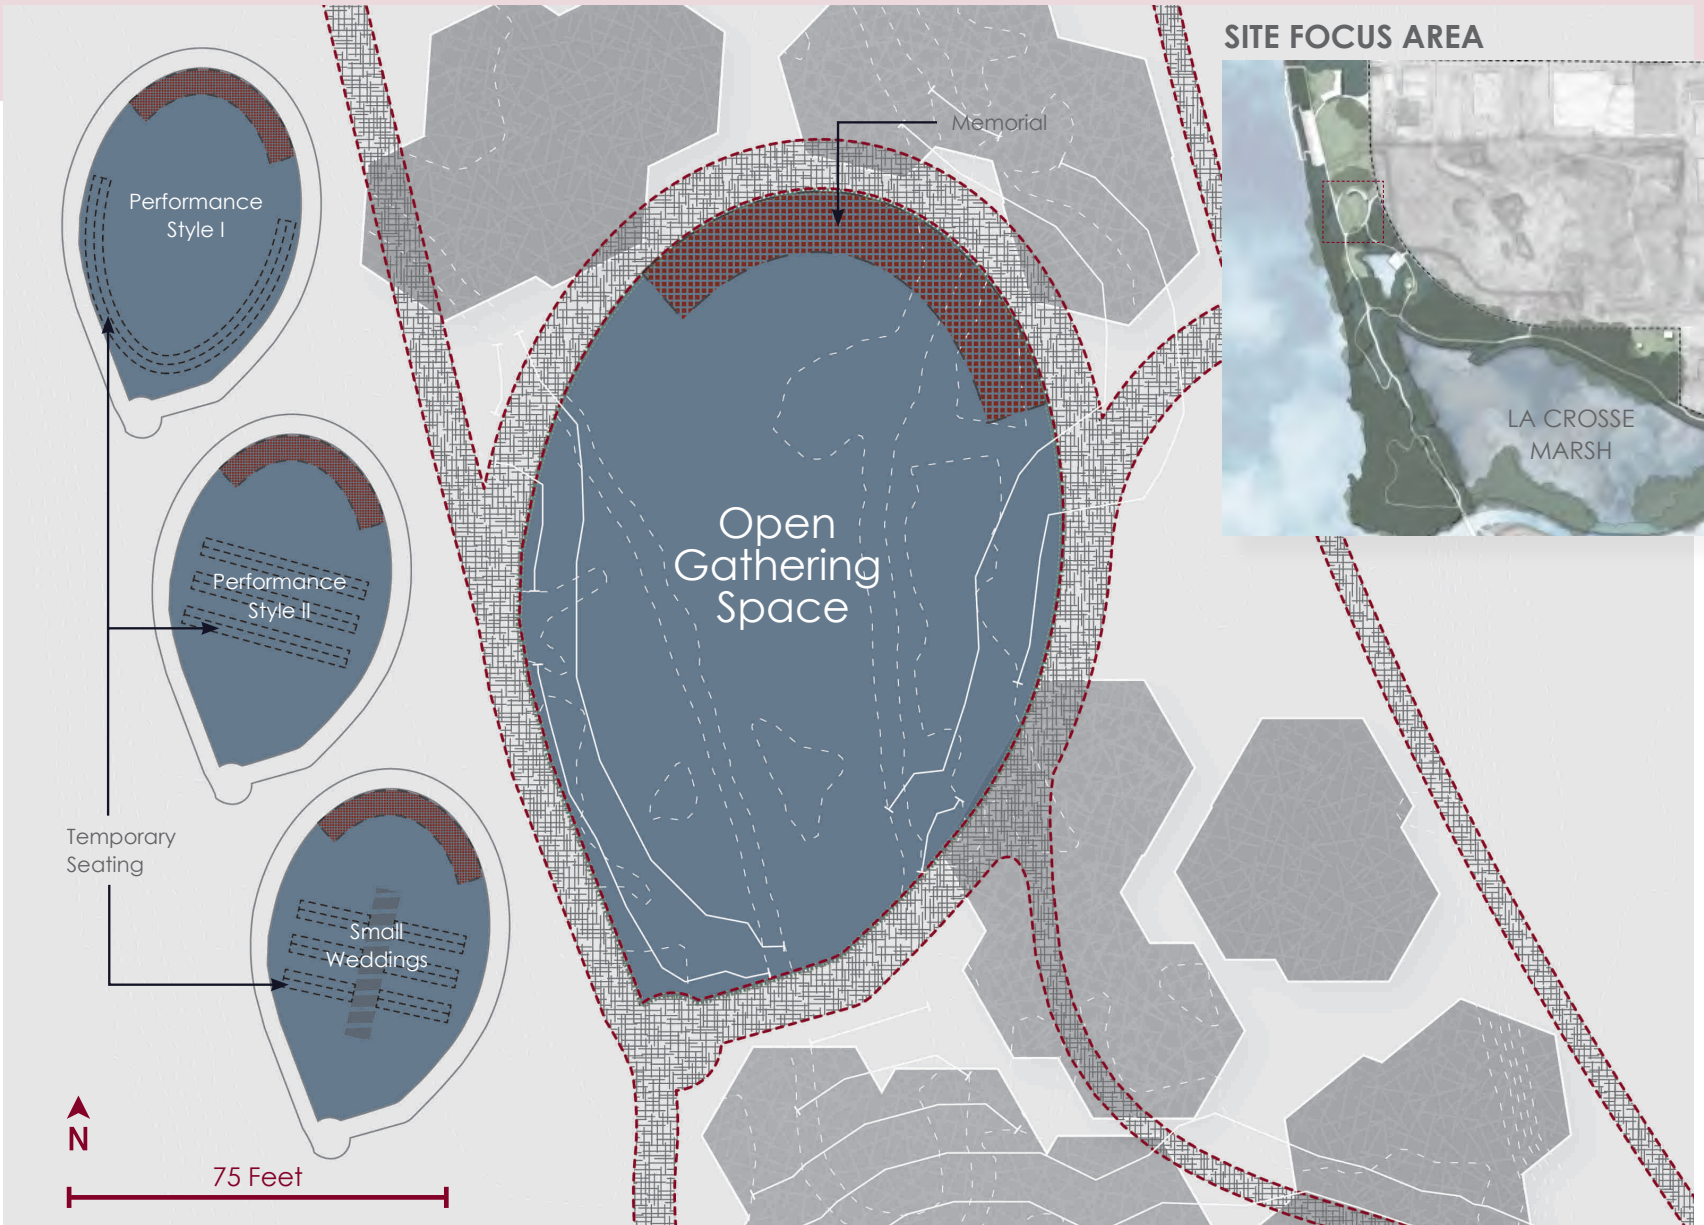 SITE FOCUS AREA
Memorial
Performance
Style I
LA CROSSE
MARSH
Open
Gathering
Space
Performance
Style II
Temporary
Seating
Small
Weddings
N
75 Feet